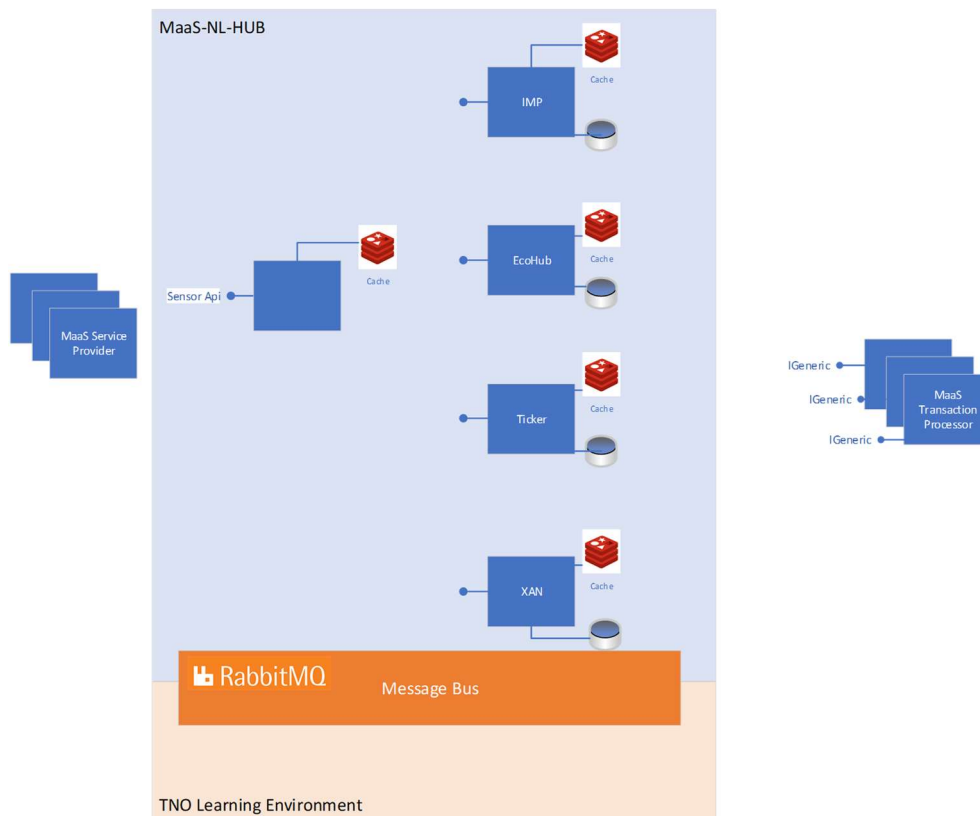 MaaS-NL-HUB
Cache
IMP
Cache
EcoHub
Cache
Sensor Api
MaaS Service
Provider
Cache
Ticker
IGeneric
IGeneric
IGeneric
MaaS
Transaction
Processor
Cache
XAN
RabbitMQ
Message Bus
TNO Learning Environment